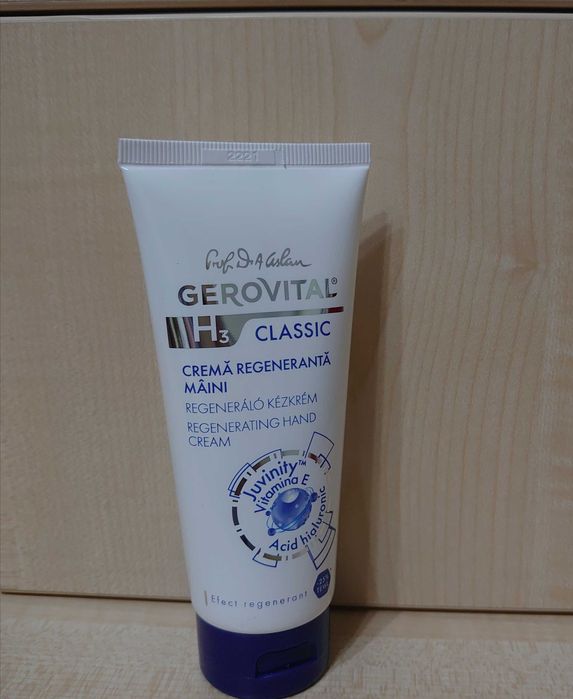 2221
Prof. Dr A Aslan
GEROVITAL®
H3 CLASSIC
CREMĂ REGENERANTĂ
MÂINI
REGENERÁLÓ KÉZKRÉM
REGENERATING HAND
CREAM
Juvinity™
Vitamina E
Acid hialuronic
Efect regenerant